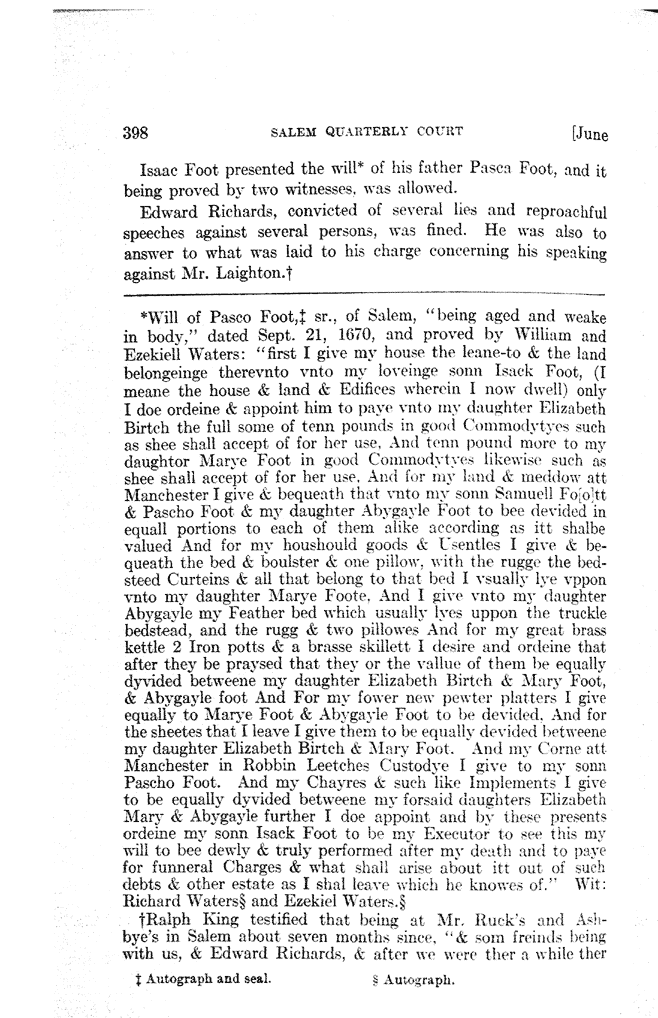 398 SALEM QUARTERLY COURT [June
Isaac Foot presented the will* of his father Pasca Foot, and it
being proved by two witnesses, was allowed.
Edward Richards, convicted of several lies and reproachful
speeches against several persons, was fined. He was also to
answer to what was laid to his charge concerning his speaking
against Mr. Laighton.†
*Will of Pasco Foot,‡ sr., of Salem, "being aged and weake
in body," dated Sept. 21, 1670, and proved by William and
Ezekiell Waters: "first I give my house the leane-to & the land
belongeinge therevnto vnto my loveinge sonn Isack Foot, (I
meane the house & land & Edifices wherein I now dwell) only
I doe ordeine & appoint him to paye vnto my daughter Elizabeth
Birtch the full some of tenn pounds in good Commodytyes such
as shee shall accept of for her use, And tenn pound more to my
daughtor Marye Foot in good Commodytyes likewise such as
shee shall accept of for her use. And for my land & meddow att
Manchester I give & bequeath that vnto my sonn Samuell Fo[o]tt
& Pascho Foot & my daughter Abygayle Foot to bee devided in
equall portions to each of them alike according as itt shalbe
valued And for my houshould goods & Usentles I give & be-
queath the bed & boulster & one pillow, with the rugge the bed-
steed Curteins & all that belong to that bed I vsually lye vppon
vnto my daughter Marye Foote, And I give vnto my daughter
Abygayle my Feather bed which usually lyes uppon the truckle
bedstead, and the rugg & two pillowes And for my great brass
kettle 2 Iron potts & a brasse skillett I desire and ordeine that
after they be praysed that they or the vallue of them be equally
dyvided betweene my daughter Elizabeth Birtch & Mary Foot,
& Abygayle foot And For my fower new pewter platters I give
equally to Marye Foot & Abygayle Foot to be devided. And for
the sheetes that I leave I give them to be equally devided betweene
my daughter Elizabeth Birtch & Mary Foot. And my Corne att
Manchester in Robbin Leetches Custodye I give to my sonn
Pascho Foot. And my Chayres & such like Implements I give
to be equally dyvided betweene my forsaid daughters Elizabeth
Mary & Abygayle further I doe appoint and by these presents
ordeine my sonn Isack Foot to be my Executor to see this my
will to bee dewly & truly performed after my death and to paye
for funneral Charges & what shall arise about itt out of such
debts & other estate as I shal leave which he knowes of." Wit:
Richard Waters§ and Ezekiel Waters.§
†Ralph King testified that being at Mr. Ruck's and Ash-
bye's in Salem about seven months since, "& som freinds being
with us, & Edward Richards, & after we were ther a while ther
‡ Autograph and seal. § Autograph.